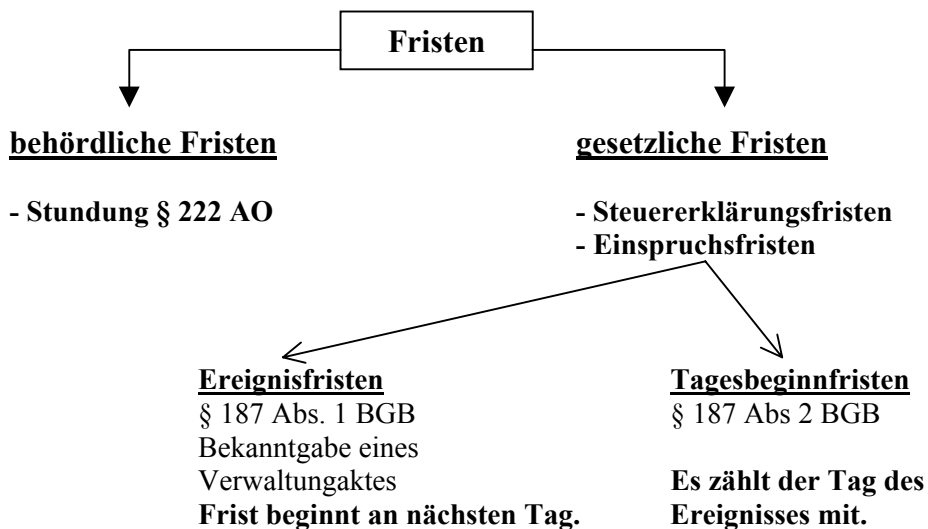 Fristen
behördliche Fristen
- Stundung § 222 AO
gesetzliche Fristen
- Steuererklärungsfristen
- Einspruchsfristen
Ereignisfristen
§ 187 Abs. 1 BGB
Bekanntgabe eines
Verwaltungaktes
Frist beginnt an nächsten Tag.
Tagesbeginnfristen
§ 187 Abs 2 BGB
Es zählt der Tag des
Ereignisses mit.